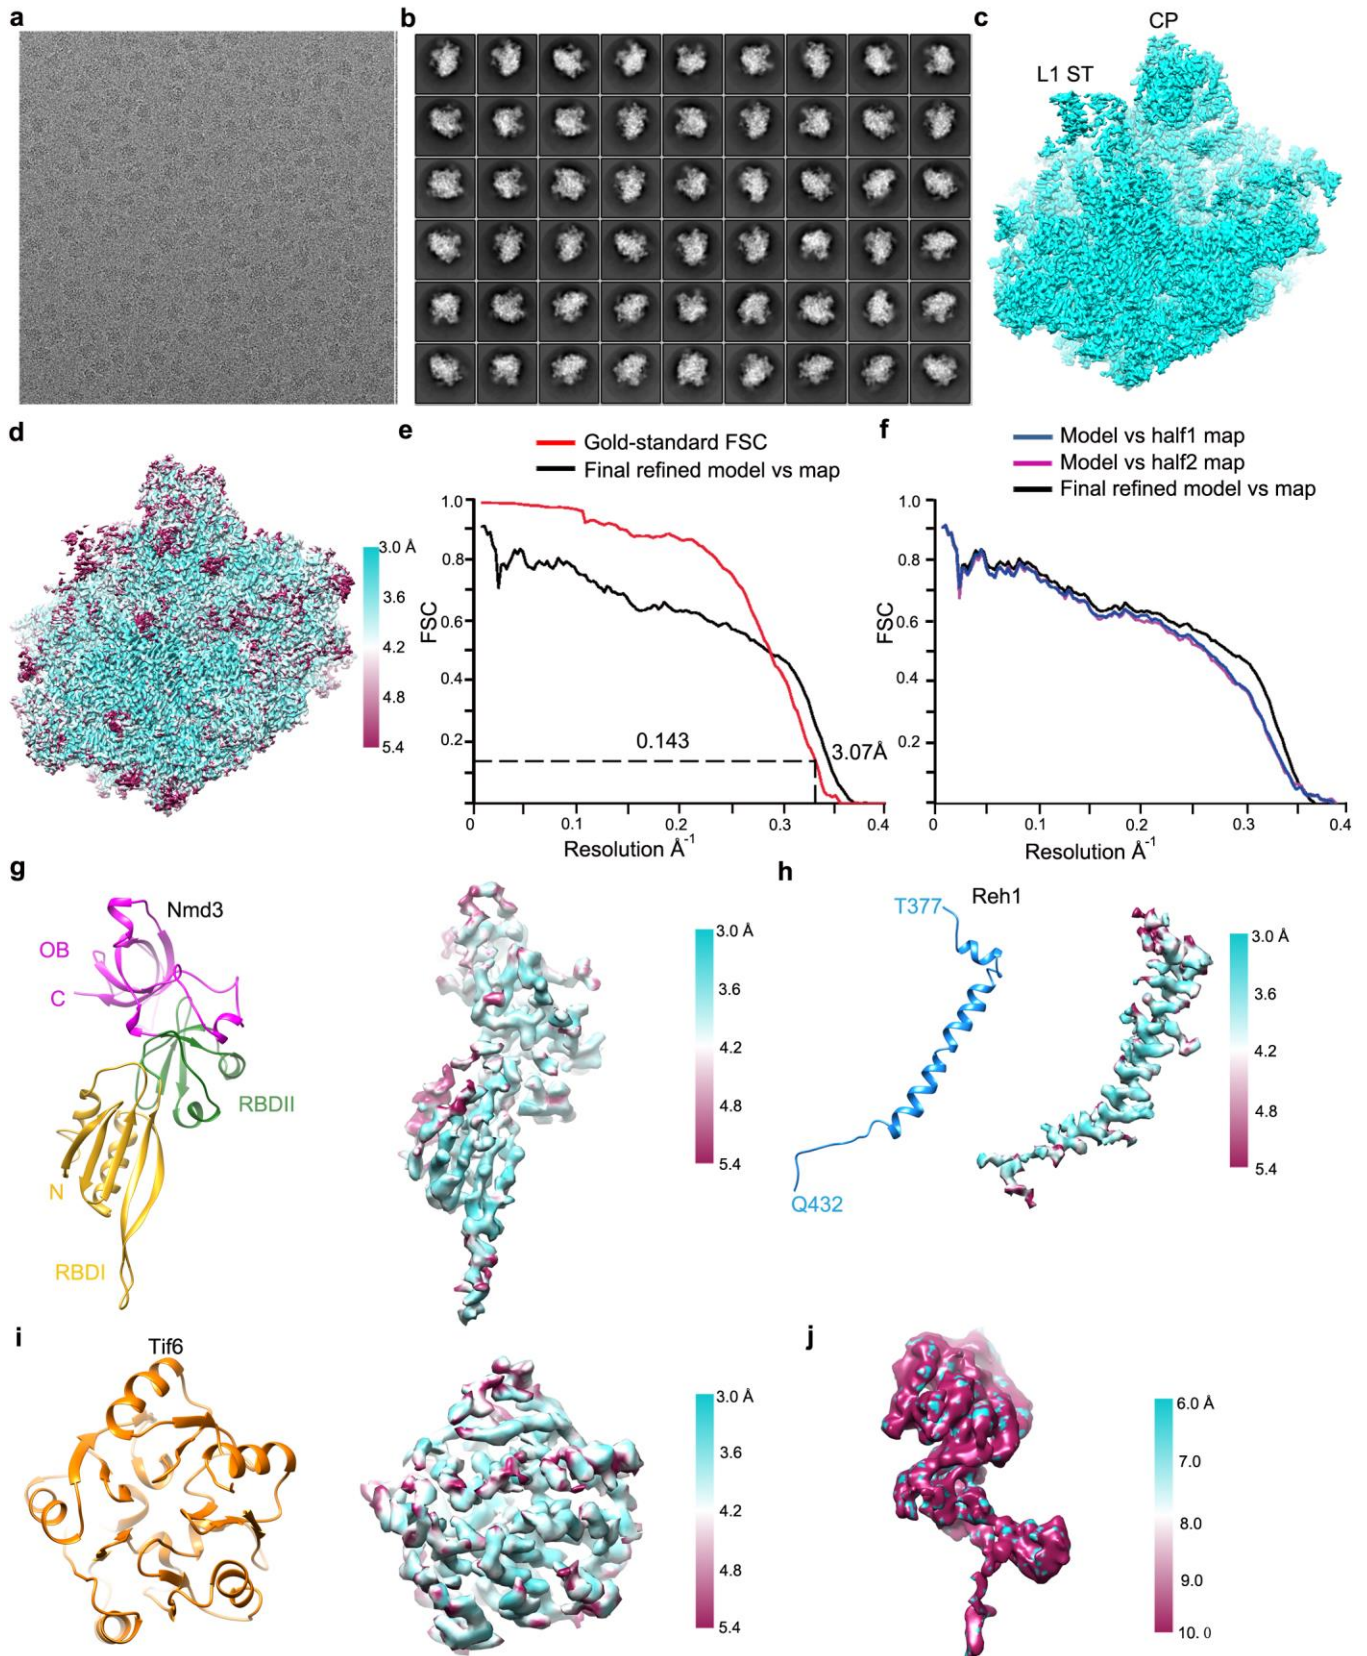 a
b
c
CP
L1 ST
d
3.0 Å
3.6
4.2
4.8
5.4
e
Gold-standard FSC
Final refined model vs map
1.0
0.8
0.6
0.4
0.2
FSC
0.143
3.07Å
0
0.1
0.2
0.3
0.4
Resolution Å-1
f
Model vs half1 map
Model vs half2 map
Final refined model vs map
1.0
0.8
0.6
0.4
0.2
FSC
0
0.1
0.2
0.3
0.4
Resolution Å-1
g
Nmd3
OB
C
RBDII
N
RBDI
3.0 Å
3.6
4.2
4.8
5.4
h
Reh1
T377
Q432
3.0 Å
3.6
4.2
4.8
5.4
i
Tif6
3.0 Å
3.6
4.2
4.8
5.4
j
6.0 Å
7.0
8.0
9.0
10.0